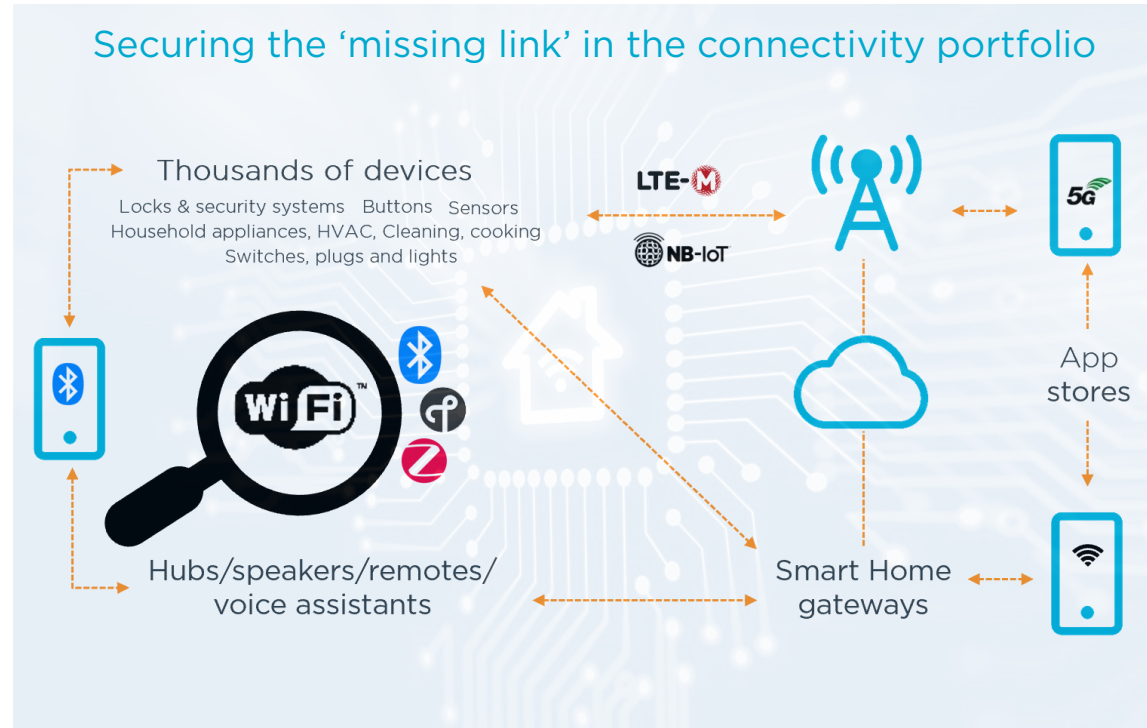 Securing the ‘missing link’ in the connectivity portfolio
Thousands of devices
Locks & security systems Buttons Sensors
Household appliances, HVAC, Cleaning, cooking
Switches, plugs and lights
LTE-M
NB-IoT
5G
WiFi™
App
stores
Hubs/speakers/remotes/
voice assistants
Smart Home
gateways